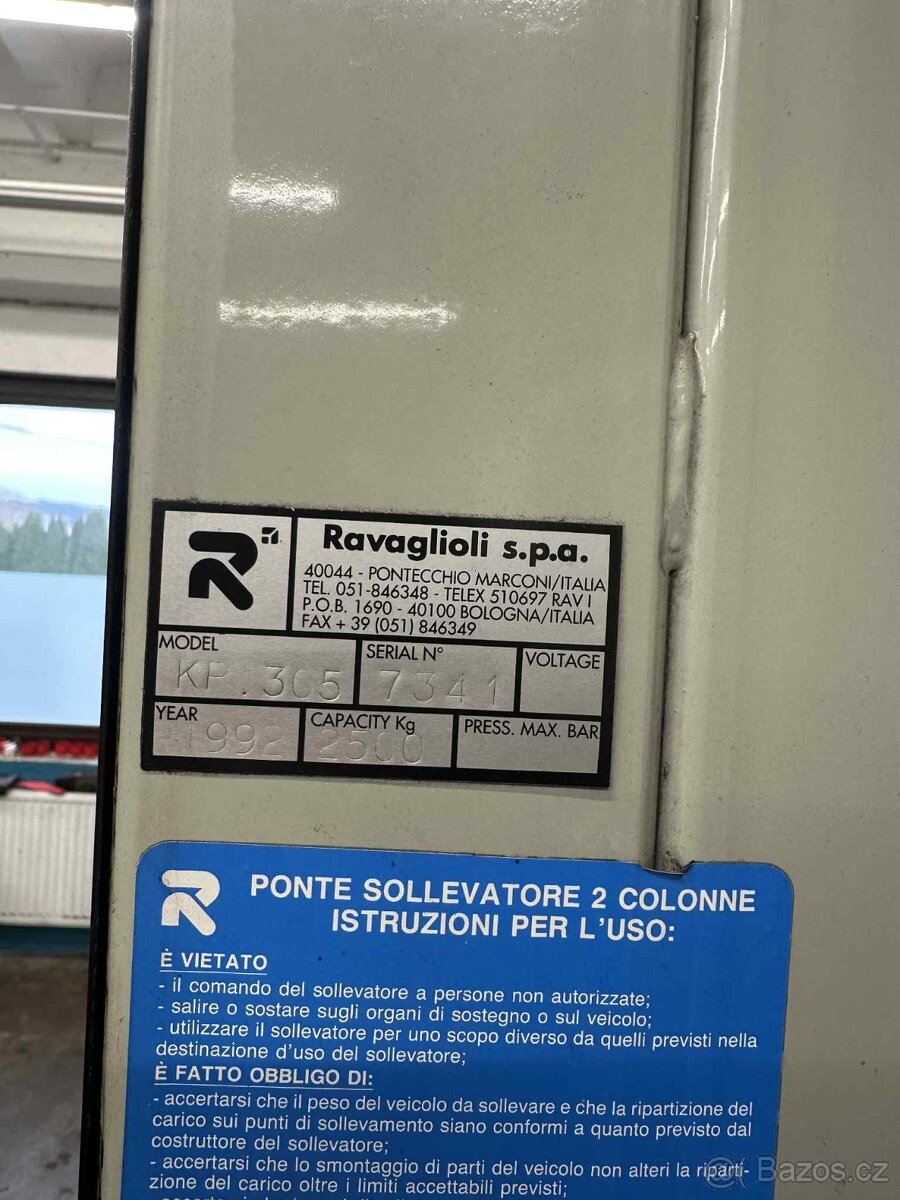 R
Ravaglioli s.p.a.
40044 - PONTECCHIO MARCONI/ITALIA
TEL. 051-846348 - TELEX 510697 RAV I
P.O.B. 1690 - 40100 BOLOGNA/ITALIA
FAX + 39 (051) 846349
MODEL
KP.305
SERIAL N°
7341
VOLTAGE
YEAR
1992
CAPACITY Kg
2500
PRESS. MAX. BAR
R
PONTE SOLLEVATORE 2 COLONNE
ISTRUZIONI PER L'USO:
È VIETATO
- il comando del sollevatore a persone non autorizzate;
- salire o sostare sugli organi di sostegno o sul veicolo;
- utilizzare il sollevatore per uno scopo diverso da quelli previsti nella
destinazione d'uso del sollevatore;
È FATTO OBBLIGO DI:
- accertarsi che il peso del veicolo da sollevare e che la ripartizione del
carico sui punti di sollevamento siano conformi a quanto previsto dal
costruttore del sollevatore;
- accertarsi che lo smontaggio di parti del veicolo non alteri la riparti-
zione del carico oltre i limiti accettabili previsti;
Bazos.cz